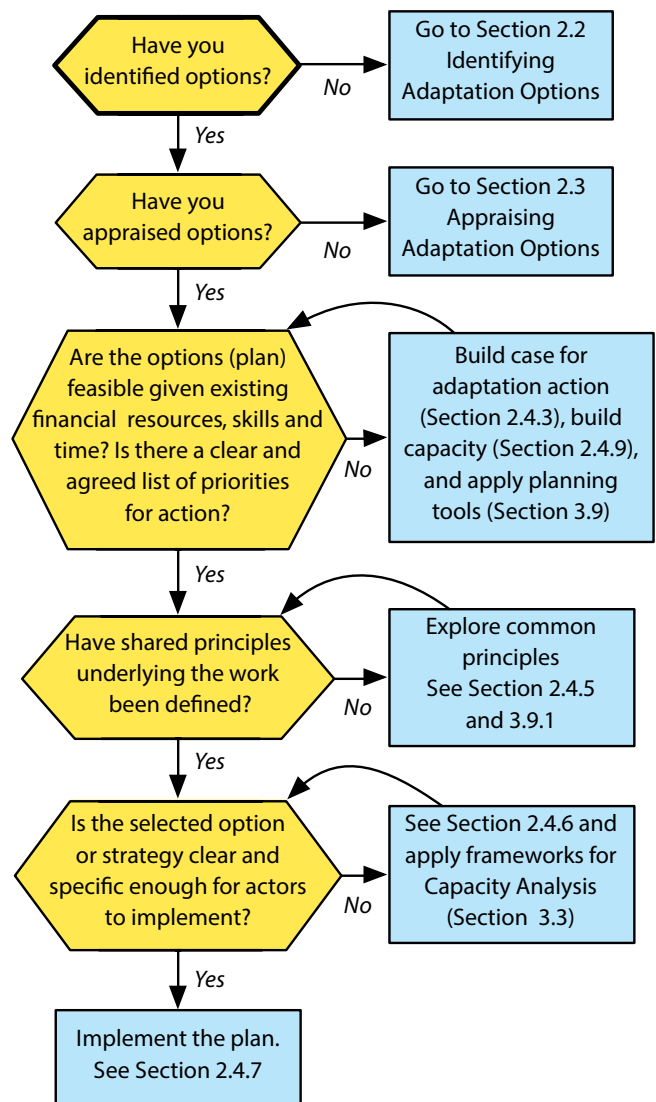 Have you
identified options?
No
Go to Section 2.2
Identifying
Adaptation Options
Yes
Have you
appraised options?
No
Go to Section 2.3
Appraising
Adaptation Options
Yes
Are the options (plan)
feasible given existing
financial resources, skills and
time? Is there a clear and
agreed list of priorities
for action?
No
Build case for
adaptation action
(Section 2.4.3), build
capacity (Section 2.4.9),
and apply planning
tools (Section 3.9)
Yes
Have shared principles
underlying the work
been defined?
No
Explore common
principles
See Section 2.4.5
and 3.9.1
Yes
Is the selected option
or strategy clear and
specific enough for actors
to implement?
No
See Section 2.4.6 and
apply frameworks for
Capacity Analysis
(Section 3.3)
Yes
Implement the plan.
See Section 2.4.7